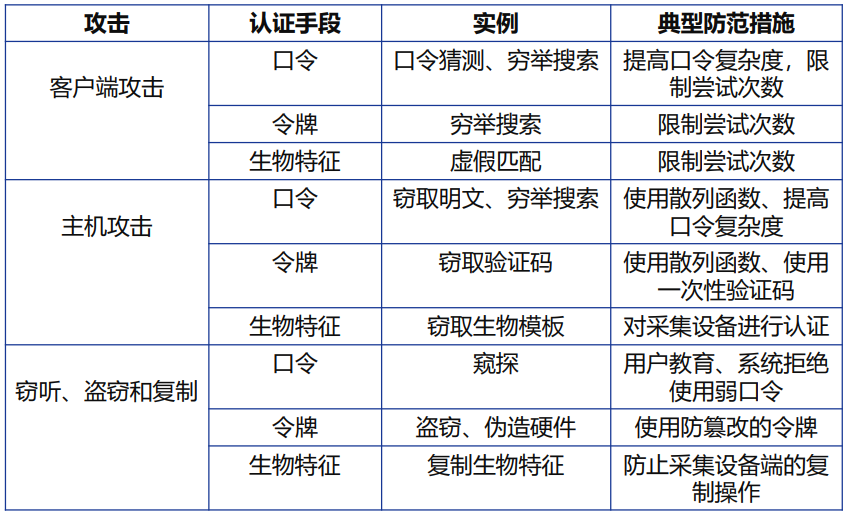 攻击 认证手段 实例 典型防范措施
客户端攻击 口令 口令猜测、穷举搜索 提高口令复杂度，限
制尝试次数
令牌 穷举搜索 限制尝试次数
生物特征 虚假匹配 限制尝试次数
主机攻击 口令 窃取明文、穷举搜索 使用散列函数、提高
口令复杂度
令牌 窃取验证码 使用散列函数、使用
一次性验证码
生物特征 窃取生物模板 对采集设备进行认证
窃听、盗窃和复制 口令 窥探 用户教育、系统拒绝
使用弱口令
令牌 盗窃、伪造硬件 使用防篡改的令牌
生物特征 复制生物特征 防止采集设备端的复
制操作